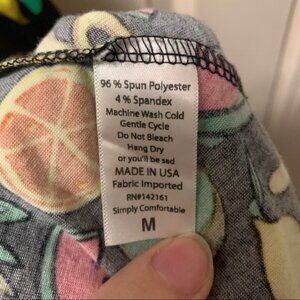 96 % Spun Polyester
4 % Spandex
Machine Wash Cold
Gentle Cycle
Do Not Bleach
Hang Dry
or you'll be sad
MADE IN USA
Fabric Imported
RN#142161
Simply Comfortable
M